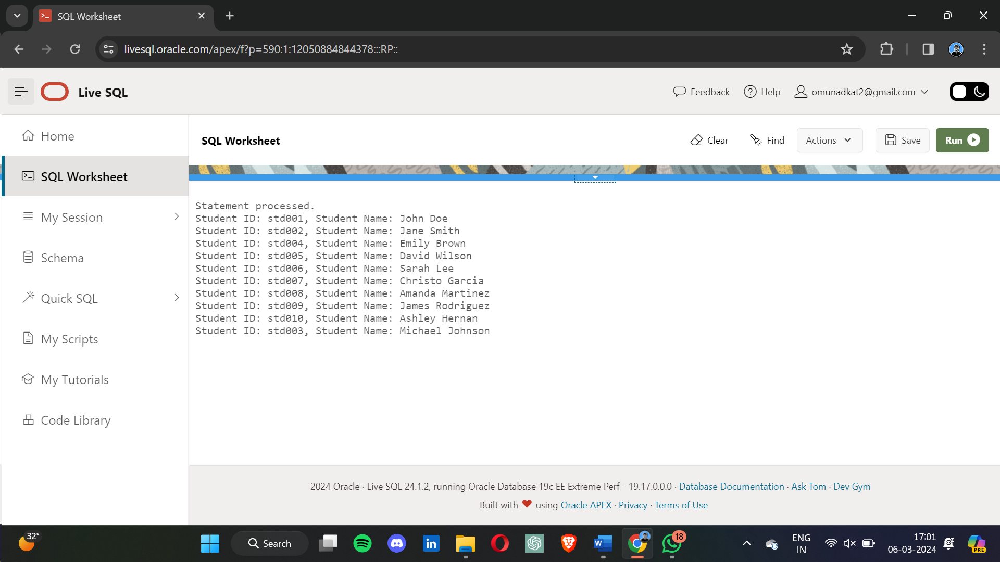 SQL Worksheet
livesql.oracle.com/apex/f?p=590:1:12050884844378:::RP::
Live SQL
Feedback
Help
omunadkat2@gmail.com
Home
SQL Worksheet
My Session
Schema
Quick SQL
My Scripts
My Tutorials
Code Library
SQL Worksheet
Clear
Find
Actions
Save
Run
Statement processed.
Student ID: std001, Student Name: John Doe
Student ID: std002, Student Name: Jane Smith
Student ID: std004, Student Name: Emily Brown
Student ID: std005, Student Name: David Wilson
Student ID: std006, Student Name: Sarah Lee
Student ID: std007, Student Name: Christo Garcia
Student ID: std008, Student Name: Amanda Martinez
Student ID: std009, Student Name: James Rodriguez
Student ID: std010, Student Name: Ashley Hernan
Student ID: std003, Student Name: Michael Johnson
2024 Oracle · Live SQL 24.1.2, running Oracle Database 19c EE Extreme Perf - 19.17.0.0.0 · Database Documentation · Ask Tom · Dev Gym
Built with ❤ using Oracle APEX · Privacy · Terms of Use
32°
Search
in
W
18
ENG
IN
17:01
06-03-2024
PRE